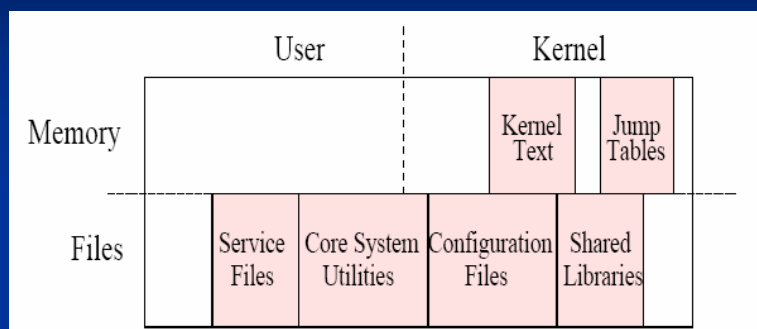 User Kernel
Memory
Kernel
Text
Jump
Tables
Files
Service
Files
Core System
Utilities
Configuration
Files
Shared
Libraries